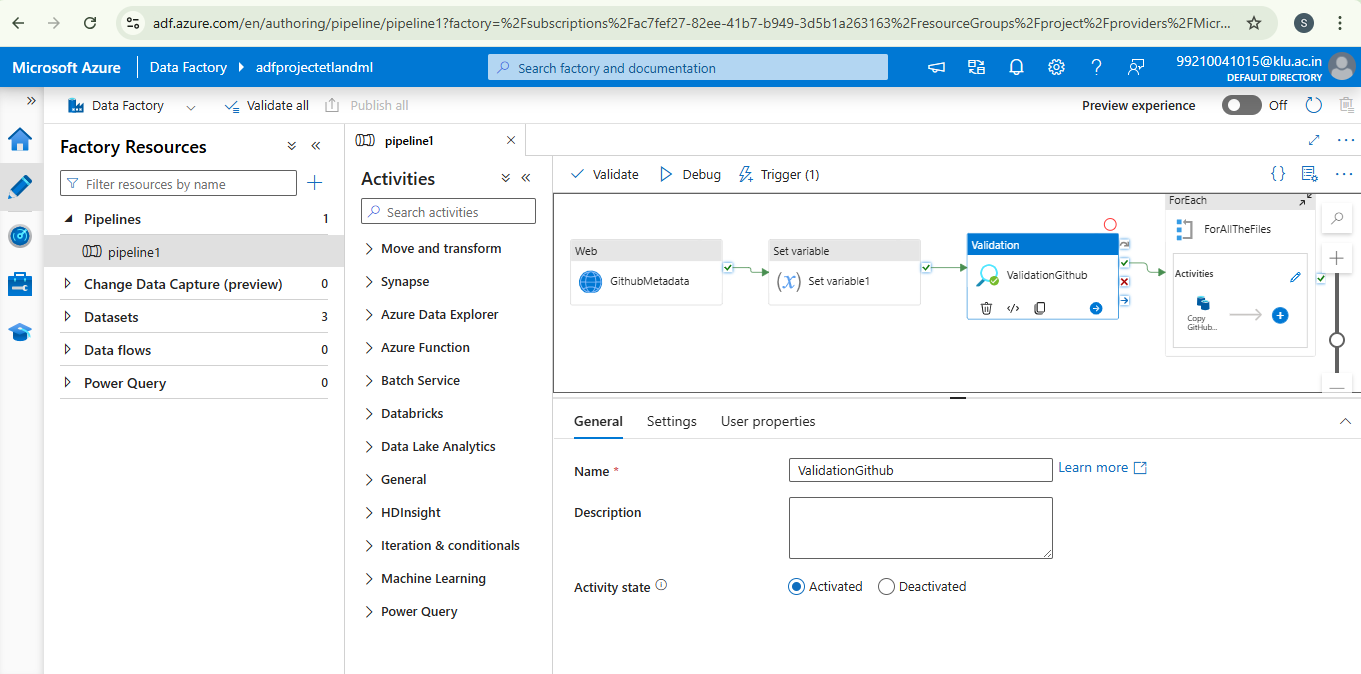 adf.azure.com/en/authoring/pipeline/pipeline1?factory=%2Fsubscriptions%2Fac7fef27-82ee-41b7-b949-3d5b1a263163%2FresourceGroups%2Fproject%2Fproviders%2FMicr...
S
Microsoft Azure
Data Factory
adfprojectetlandml
Search factory and documentation
99210041015@klu.ac.in
DEFAULT DIRECTORY
Data Factory
Validate all
Publish all
Preview experience
Off
Factory Resources
Filter resources by name
Pipelines 1
pipeline1
Change Data Capture (preview) 0
Datasets 3
Data flows 0
Power Query 0
pipeline1
Activities
Search activities
Move and transform
Synapse
Azure Data Explorer
Azure Function
Batch Service
Databricks
Data Lake Analytics
General
HDInsight
Iteration & conditionals
Machine Learning
Power Query
Validate
Debug
Trigger (1)
Web
GithubMetadata
Set variable
(x)
Set variable1
Validation
ValidationGithub
ForEach
ForAllTheFiles
Activities
Copy
GitHub...
General
Settings
User properties
Name *
ValidationGithub
Learn more
Description
Activity state
Activated
Deactivated